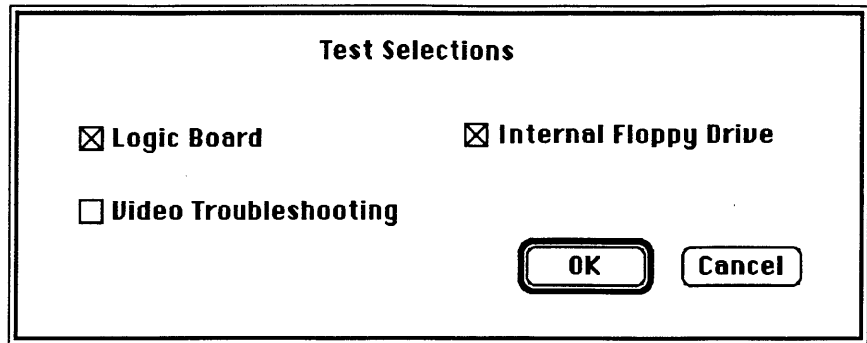 Test Selections
Logic Board Internal Floppy Drive
Video Troubleshooting
OK Cancel